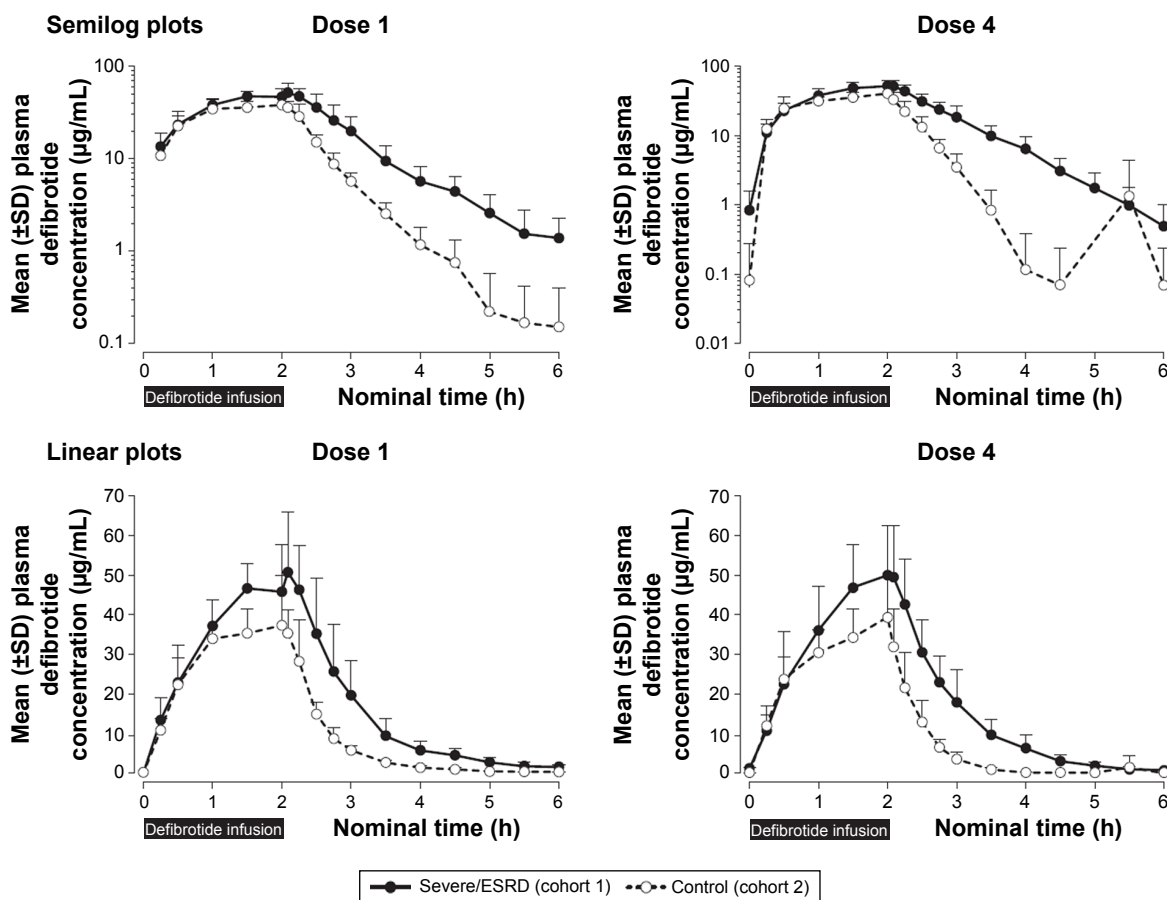 Semilog plots
Dose 1
Mean (±SD) plasma
defibrotide
concentration (µg/mL)
100
10
1
0.1
0 1 2 3 4 5 6
Defibrotide infusion
Nominal time (h)
Dose 4
Mean (±SD) plasma
defibrotide
concentration (µg/mL)
100
10
1
0.1
0.01
0 1 2 3 4 5 6
Defibrotide infusion
Nominal time (h)
Linear plots
Dose 1
Mean (±SD) plasma
defibrotide
concentration (µg/mL)
70
60
50
40
30
20
10
0
0 1 2 3 4 5 6
Defibrotide infusion
Nominal time (h)
Dose 4
Mean (±SD) plasma
defibrotide
concentration (µg/mL)
70
60
50
40
30
20
10
0
0 1 2 3 4 5 6
Defibrotide infusion
Nominal time (h)
Severe/ESRD (cohort 1)
Control (cohort 2)